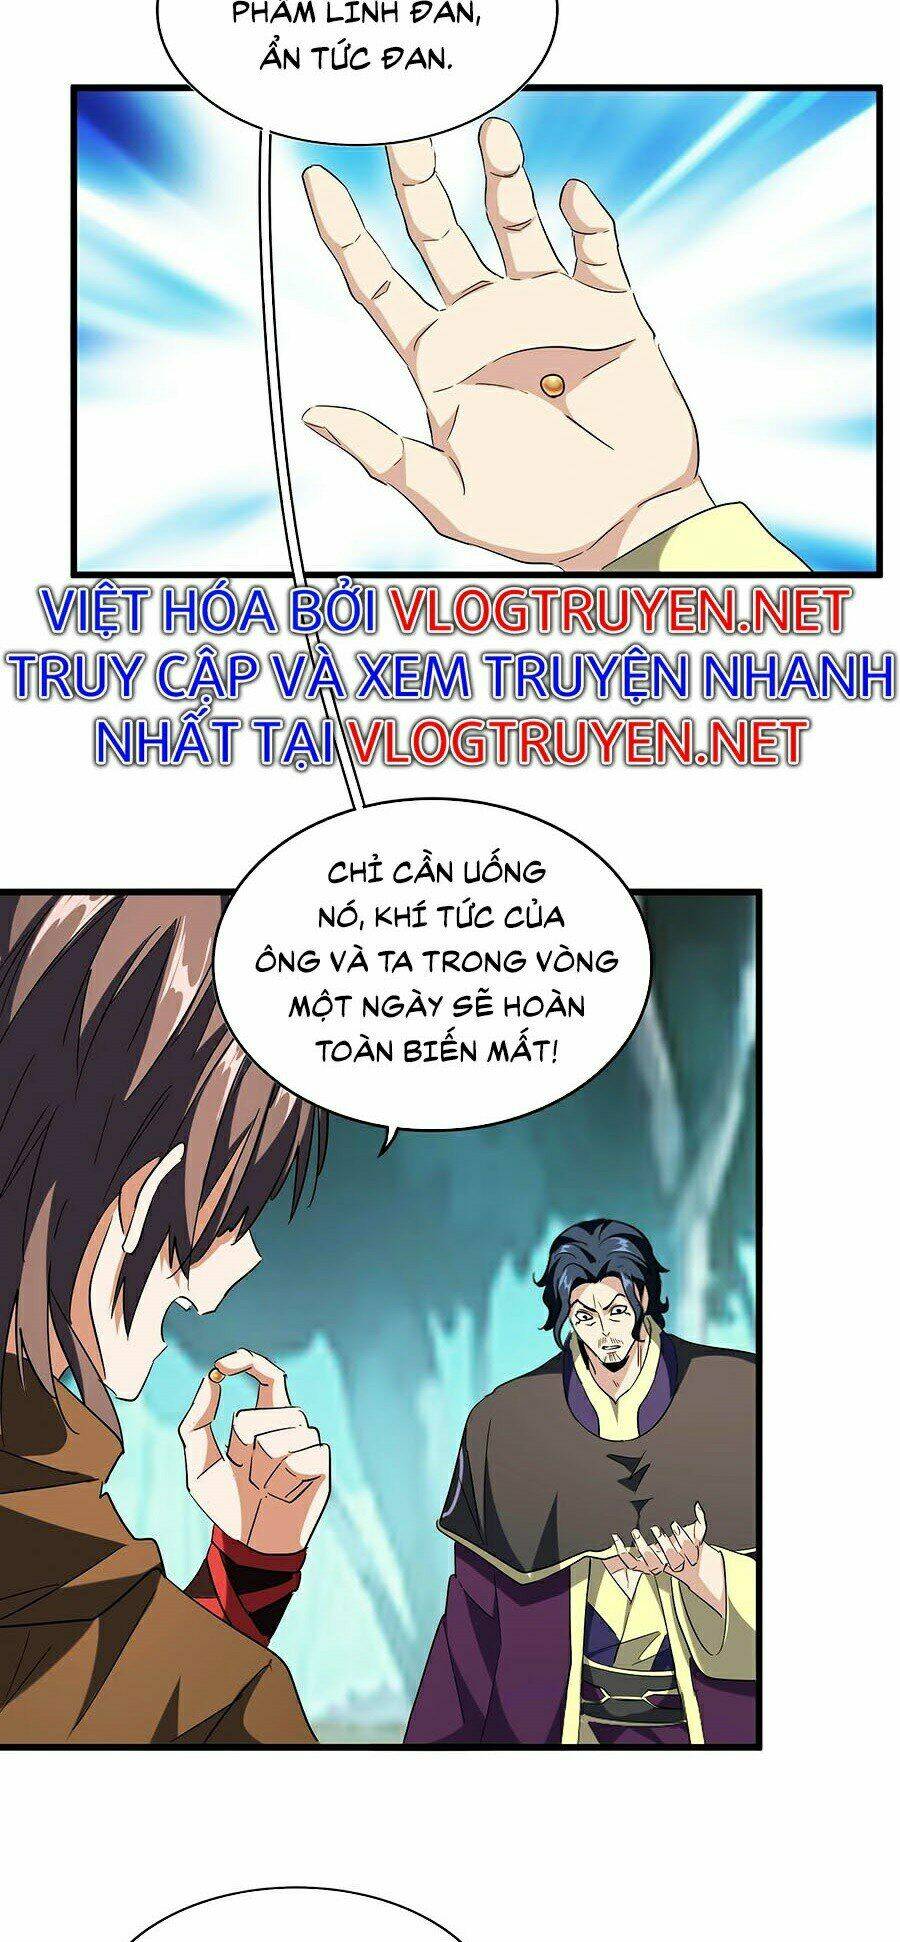 PHẨM LINH ĐAN,
ẨN TỨC ĐAN.
VIỆT HÓA BỞI VLOGTRUYEN.NET
TRUY CẬP VÀ XEM TRUYỆN NHANH
NHẤT TẠI VLOGTRUYEN.NET
CHỈ CẦN UỐNG
NÓ, KHÍ TỨC CỦA
ÔNG VÀ TA TRONG VÒNG
MỘT NGÀY SẼ HOÀN
TOÀN BIẾN MẤT!